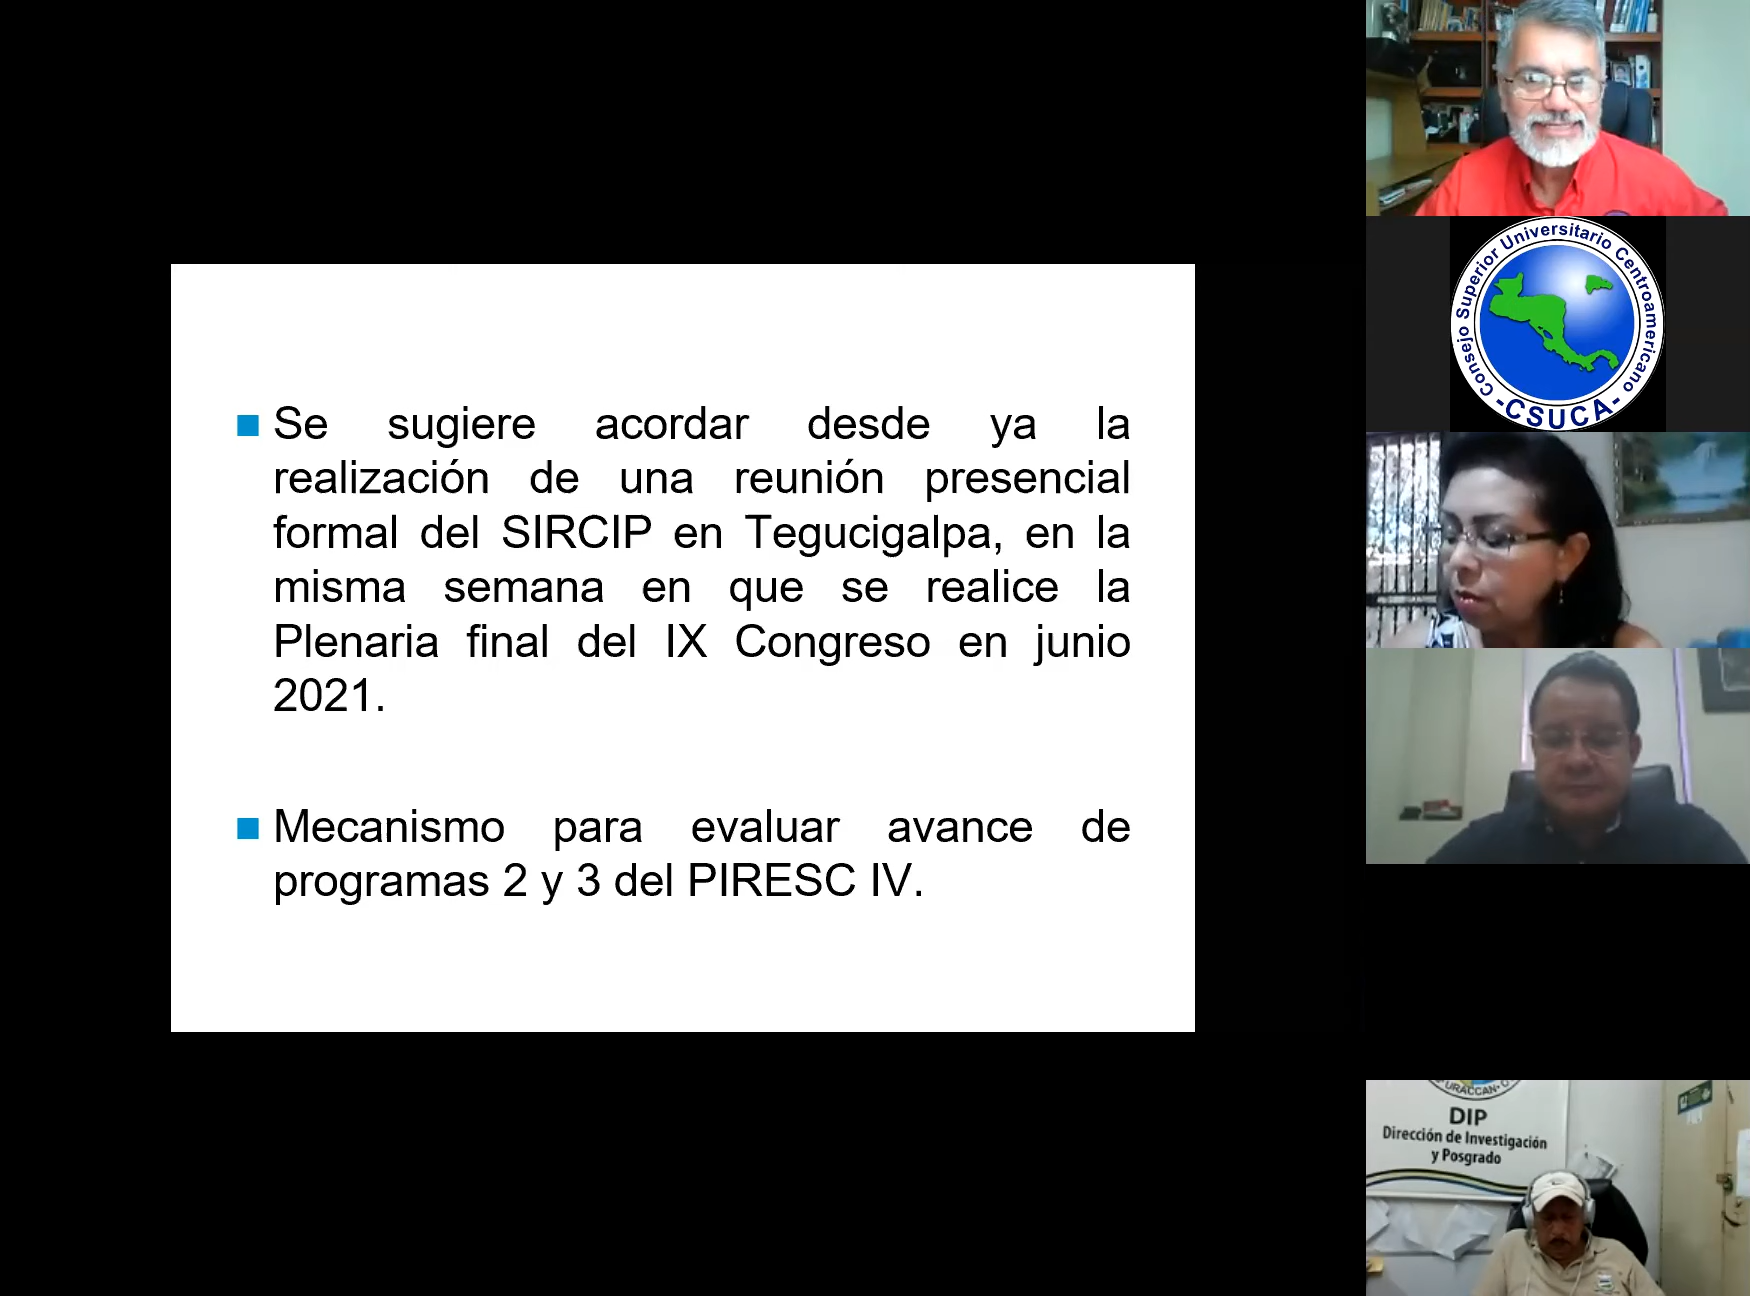 Se sugiere acordar desde ya la
realización de una reunión presencial
formal del SIRCIP en Tegucigalpa, en la
misma semana en que se realice la
Plenaria final del IX Congreso en junio
2021.
Mecanismo para evaluar avance de
programas 2 y 3 del PIRESC IV.
Consejo Superior Universitario Centroamericano
-CSUCA-
URACCAN
DIP
Dirección de Investigación
y Posgrado